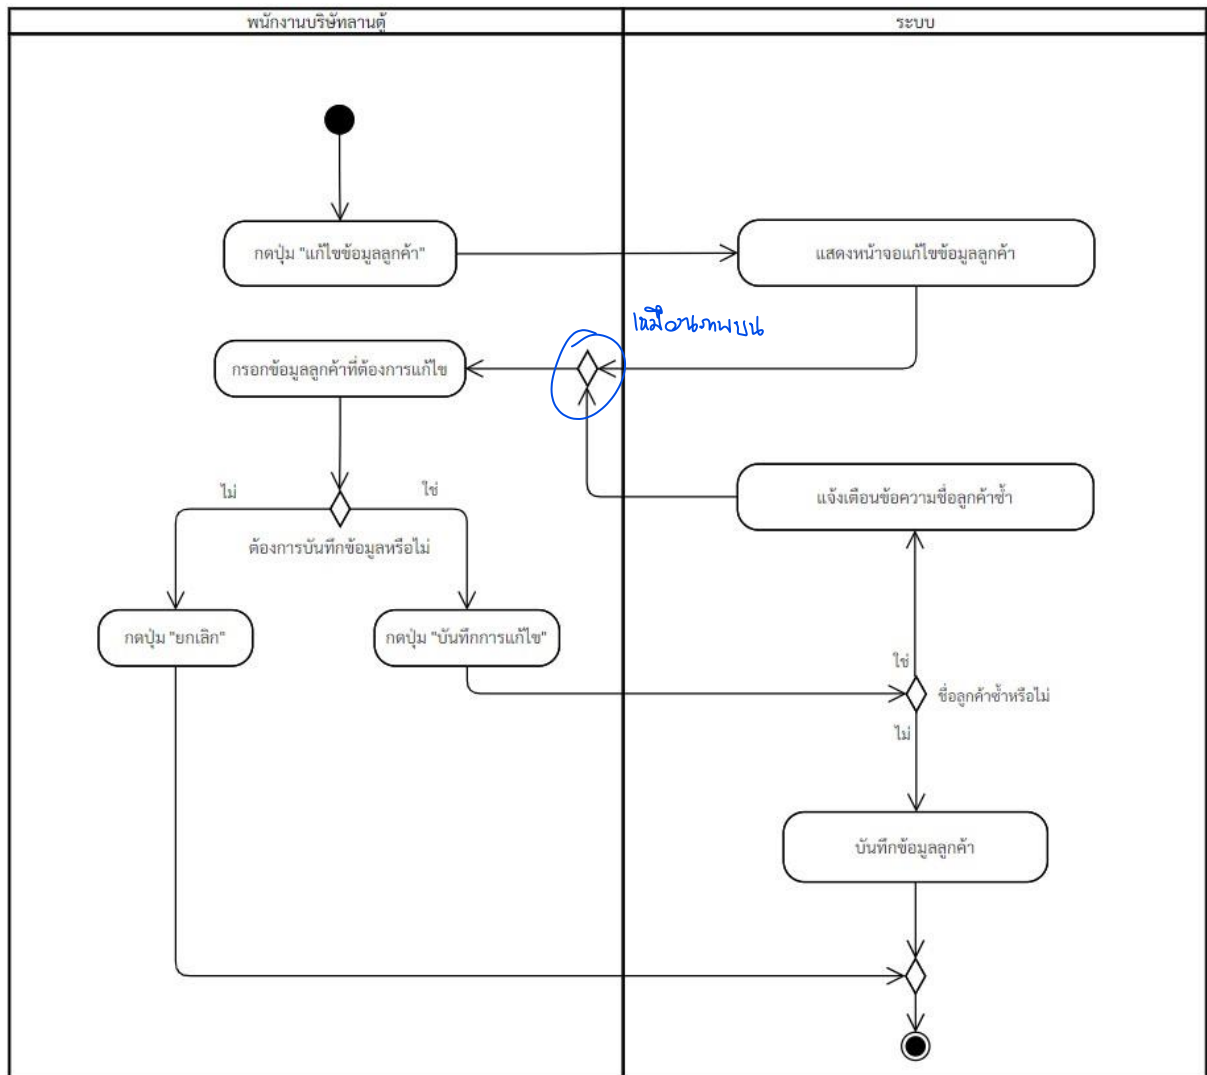 พนักงานบริษัทลานตู้
ระบบ
กดปุ่ม "แก้ไขข้อมูลลูกค้า"
แสดงหน้าจอแก้ไขข้อมูลลูกค้า
เหมือนภาพบน
กรอกข้อมูลลูกค้าที่ต้องการแก้ไข
ไม่
ใช่
แจ้งเตือนข้อความชื่อลูกค้าซ้ำ
ต้องการบันทึกข้อมูลหรือไม่
กดปุ่ม "ยกเลิก"
กดปุ่ม "บันทึกการแก้ไข"
ใช่
ชื่อลูกค้าซ้ำหรือไม่
ไม่
บันทึกข้อมูลลูกค้า